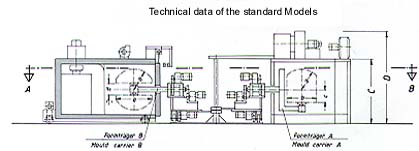 Technical data of the standard Models
A
B
C
D
Formträger B
Mould carrier B
Formträger A
Mould carrier A